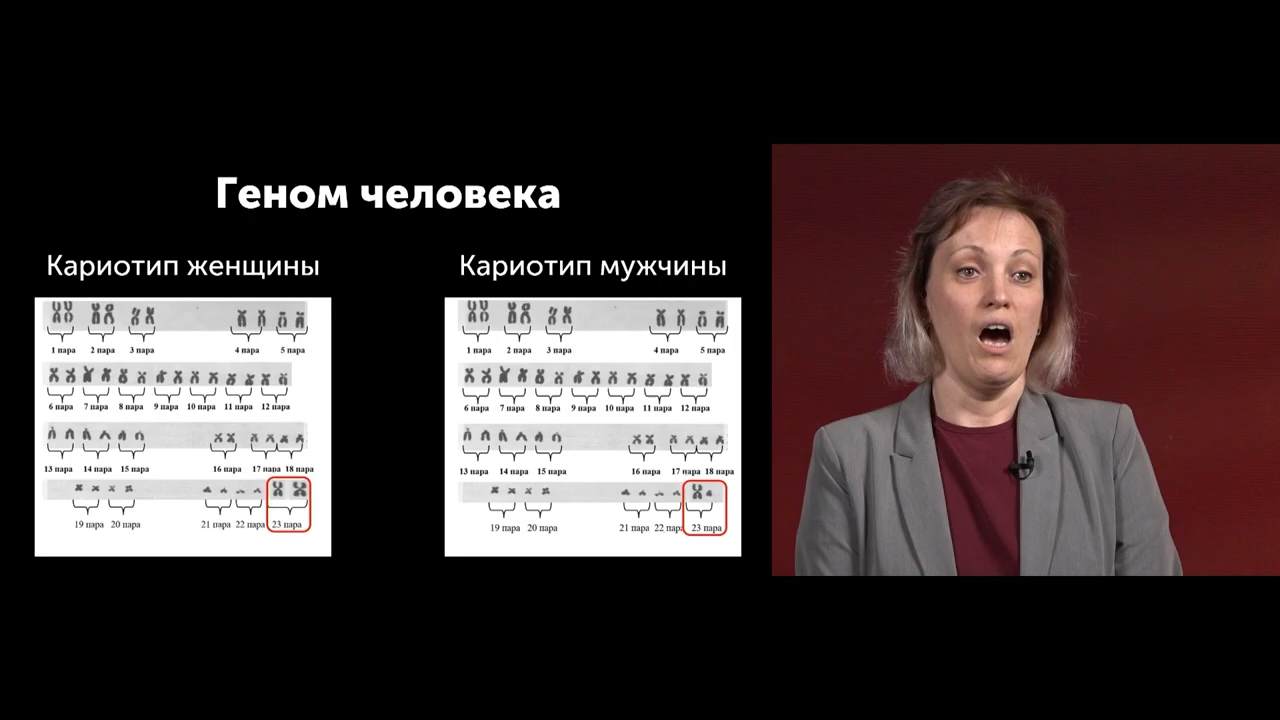 Геном человека
Кариотип женщины
1 пара 2 пара 3 пара 4 пара 5 пара
6 пара 7 пара 8 пара 9 пара 10 пара 11 пара 12 пара
13 пара 14 пара 15 пара 16 пара 17 пара 18 пара
19 пара 20 пара 21 пара 22 пара 23 пара
Кариотип мужчины
1 пара 2 пара 3 пара 4 пара 5 пара
6 пара 7 пара 8 пара 9 пара 10 пара 11 пара 12 пара
13 пара 14 пара 15 пара 16 пара 17 пара 18 пара
19 пара 20 пара 21 пара 22 пара 23 пара